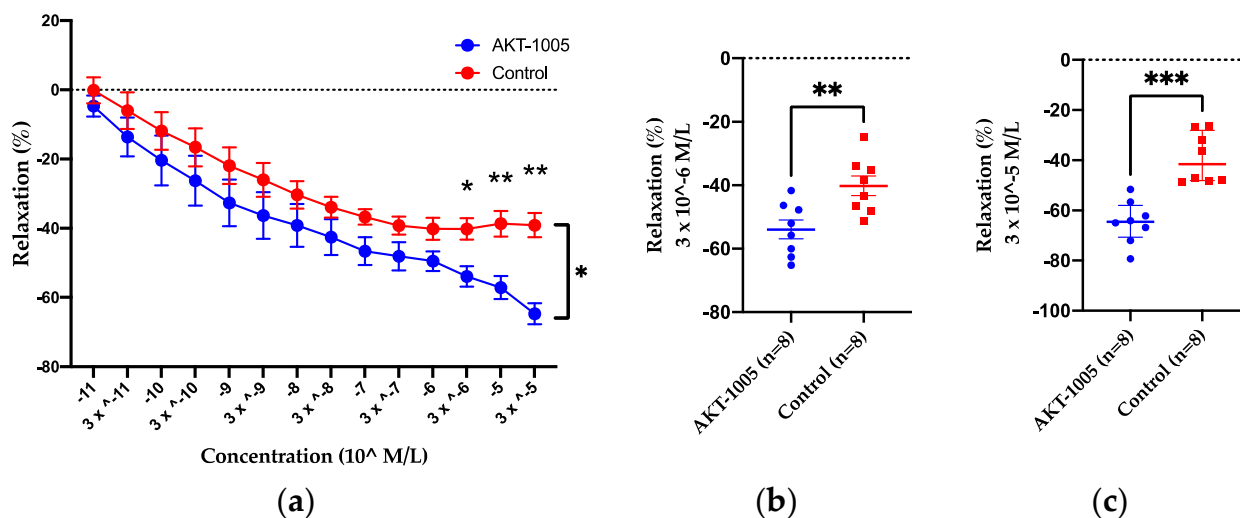 20
0
-20
-40
-60
-80
Relaxation (%)
AKT-1005
Control
*
**
**
*
-11
3 x ^-11
-10
3 x ^-10
-9
3 x ^-9
-8
3 x ^-8
-7
3 x ^-7
-6
3 x ^-6
-5
3 x ^-5
Concentration (10^ M/L)
(a)
0
-20
-40
-60
-80
Relaxation (%)
3 x 10^-6 M/L
**
AKT-1005 (n=8)
Control (n=8)
(b)
0
-20
-40
-60
-80
-100
Relaxation (%)
3 x 10^-5 M/L
***
AKT-1005 (n=8)
Control (n=8)
(c)